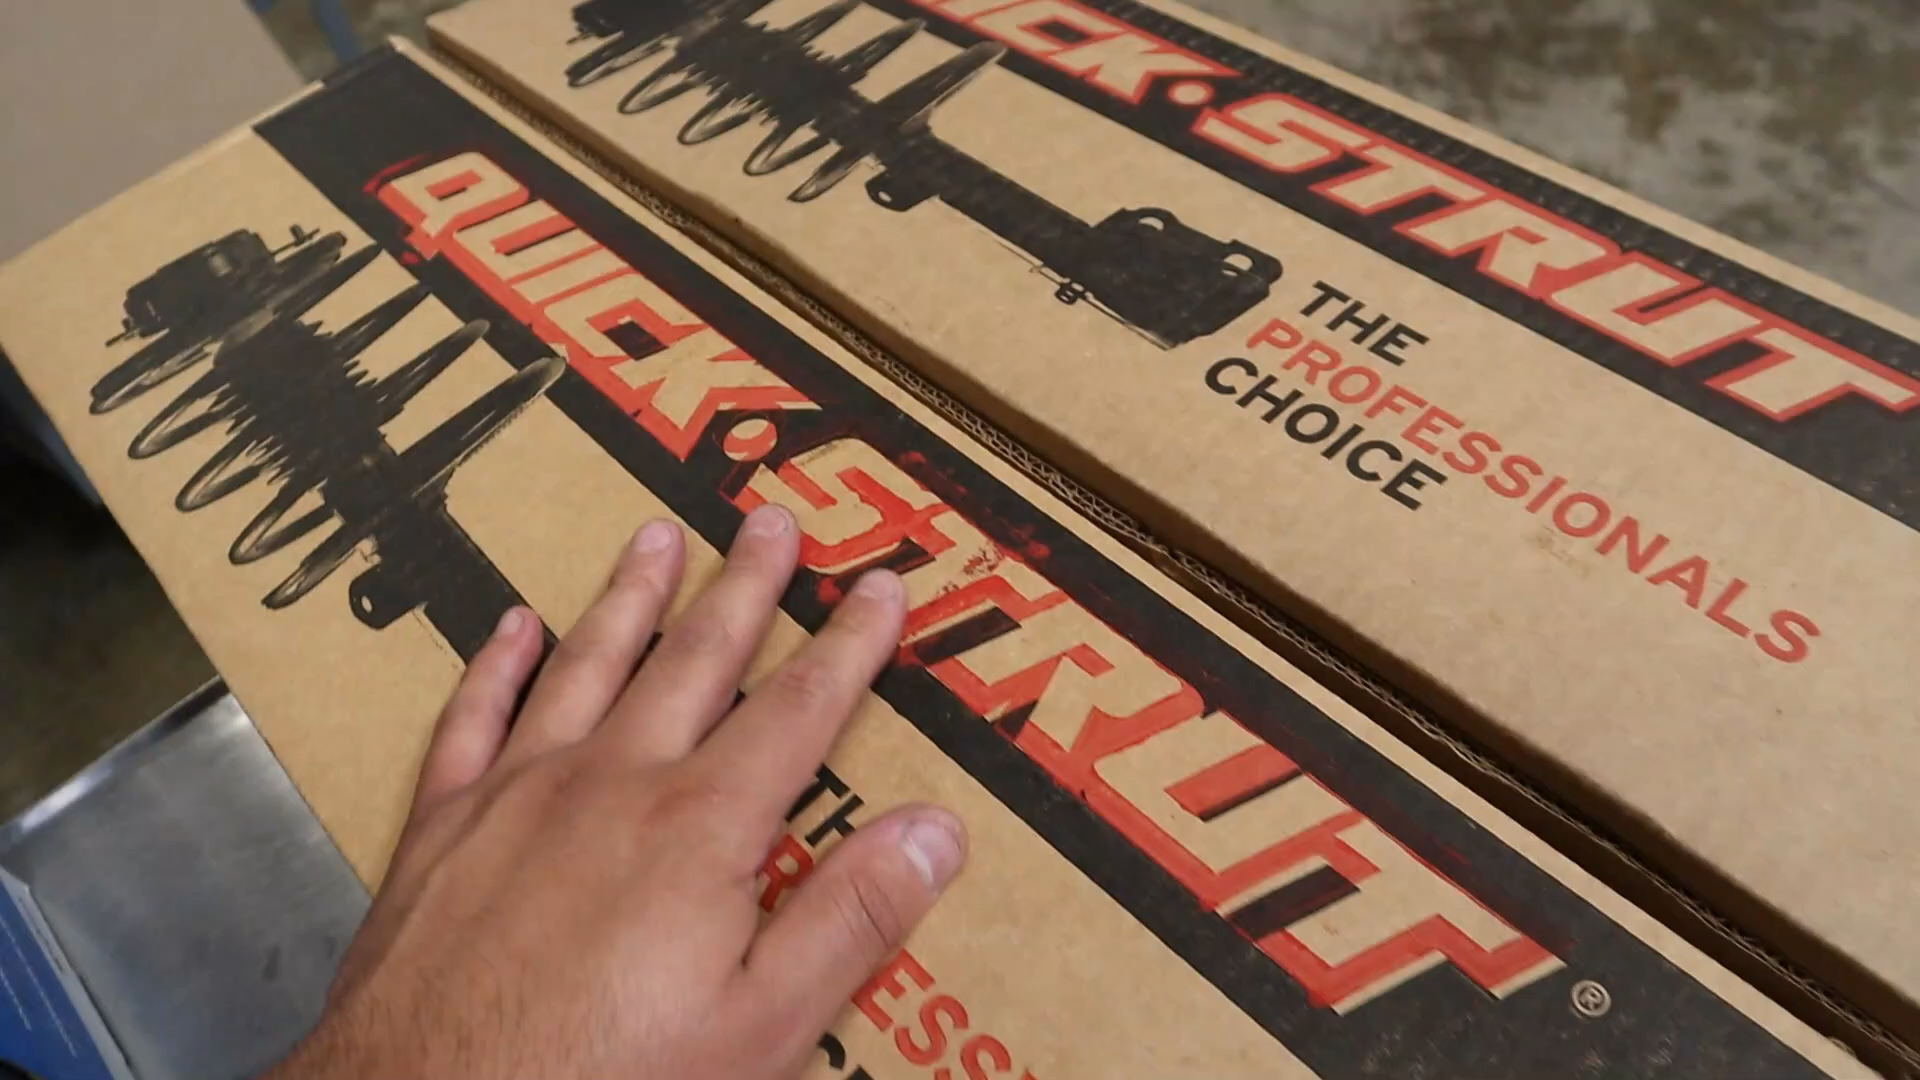 QUICK·STRUT
THE
PROFESSIONALS
CHOICE
QUICK·STRUT®